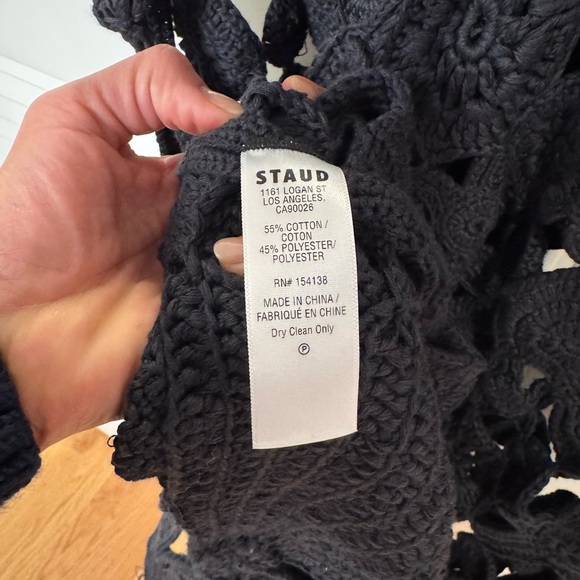 STAUD
1161 LOGAN ST
LOS ANGELES,
CA90026
55% COTTON /
COTON
45% POLYESTER/
POLYESTER
RN# 154138
MADE IN CHINA /
FABRIQUÉ EN CHINE
Dry Clean Only
P